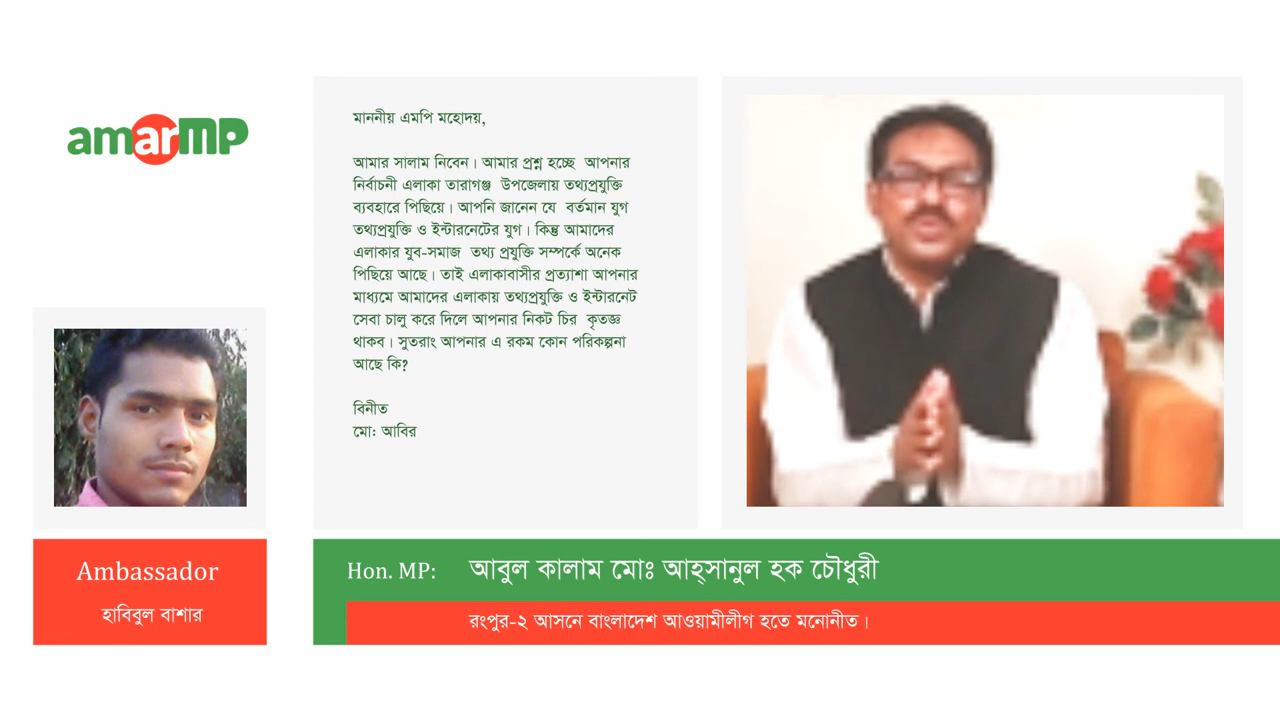 amarMP
মাননীয় এমপি মহোদয়,
আমার সালাম নিবেন। আমার প্রশ্ন হচ্ছে আপনার
নির্বাচনী এলাকা তারাগঞ্জ উপজেলায় তথ্যপ্রযুক্তি
ব্যবহারে পিছিয়ে। আপনি জানেন যে বর্তমান যুগ
তথ্যপ্রযুক্তি ও ইন্টারনেটের যুগ। কিন্তু আমাদের
এলাকার যুব-সমাজ তথ্য প্রযুক্তি সম্পর্কে অনেক
পিছিয়ে আছে। তাই এলাকাবাসীর প্রত্যাশা আপনার
মাধ্যমে আমাদের এলাকায় তথ্যপ্রযুক্তি ও ইন্টারনেট
সেবা চালু করে দিলে আপনার নিকট চির কৃতজ্ঞ
থাকব। সুতরাং আপনার এ রকম কোন পরিকল্পনা
আছে কি?
বিনীত
মো: আবির
Ambassador
হাবিবুল বাশার
Hon. MP: আবুল কালাম মোঃ আহ্সানুল হক চৌধুরী
রংপুর-২ আসনে বাংলাদেশ আওয়ামীলীগ হতে মনোনীত।